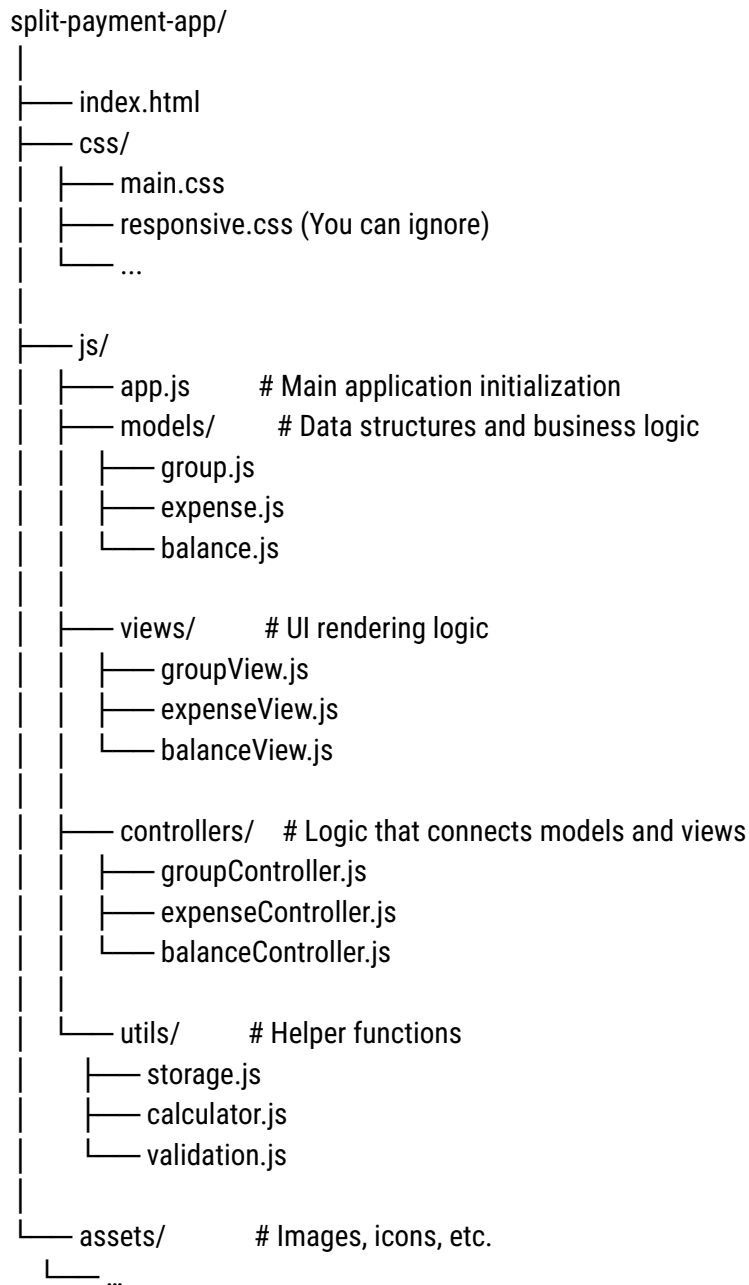 split-payment-app/
│
├── index.html
├── css/
│ ├── main.css
│ ├── responsive.css (You can ignore)
│ └── ...
│
├── js/
│ ├── app.js # Main application initialization
│ ├── models/ # Data structures and business logic
│ │ ├── group.js
│ │ ├── expense.js
│ │ └── balance.js
│ │
│ ├── views/ # UI rendering logic
│ │ ├── groupView.js
│ │ ├── expenseView.js
│ │ └── balanceView.js
│ │
│ ├── controllers/ # Logic that connects models and views
│ │ ├── groupController.js
│ │ ├── expenseController.js
│ │ └── balanceController.js
│ │
│ └── utils/ # Helper functions
│ ├── storage.js
│ ├── calculator.js
│ └── validation.js
│
└── assets/ # Images, icons, etc.
└── ...